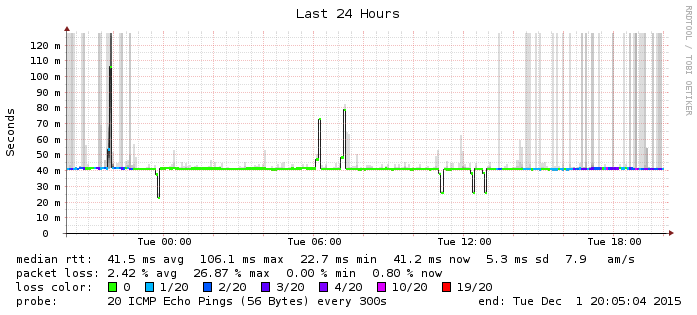 Last 24 Hours
RRDTOOL / TOBI OETIKER
Seconds
120 m
110 m
100 m
90 m
80 m
70 m
60 m
50 m
40 m
30 m
20 m
10 m
0
Tue 00:00 Tue 06:00 Tue 12:00 Tue 18:00
median rtt: 41.5 ms avg 106.1 ms max 22.7 ms min 41.2 ms now 5.3 ms sd 7.9 am/s
packet loss: 2.42 % avg 26.87 % max 0.00 % min 0.80 % now
loss color: 0 1/20 2/20 3/20 4/20 10/20 19/20
probe: 20 ICMP Echo Pings (56 Bytes) every 300s end: Tue Dec 1 20:05:04 2015